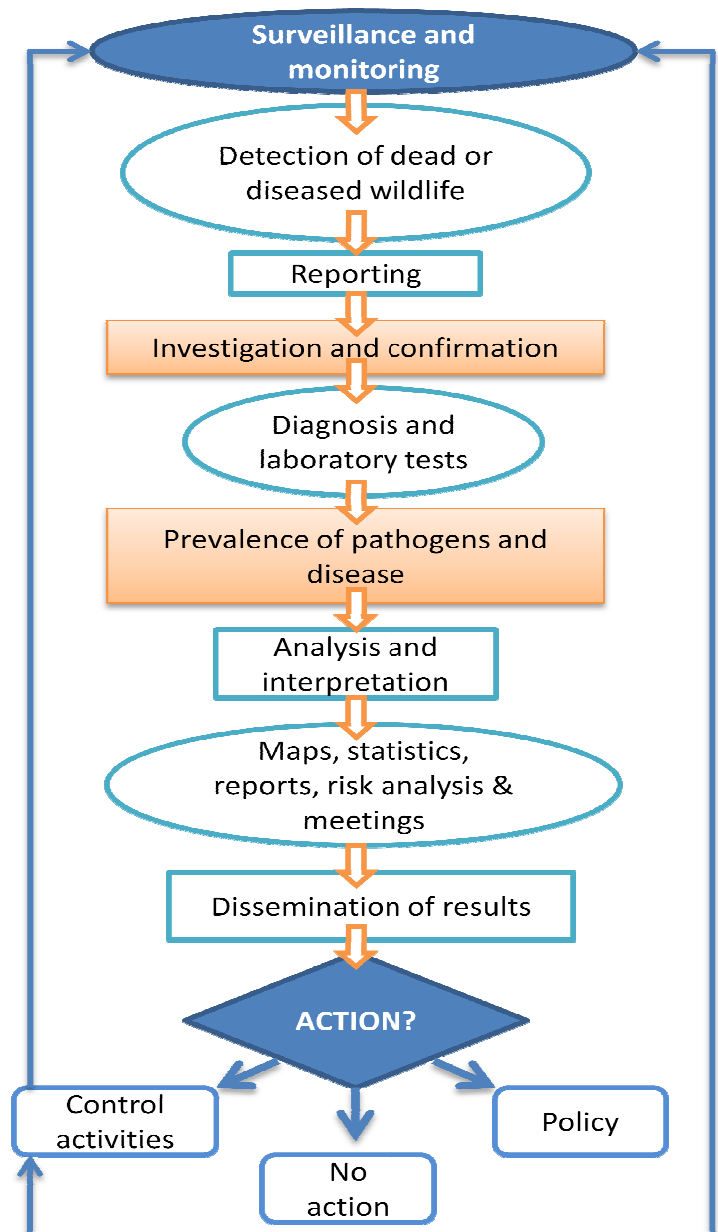 Surveillance and
monitoring
Detection of dead or
diseased wildlife
Reporting
Investigation and confirmation
Diagnosis and
laboratory tests
Prevalence of pathogens and
disease
Analysis and
interpretation
Maps, statistics,
reports, risk analysis &
meetings
Dissemination of results
ACTION?
Control
activities
No
action
Policy